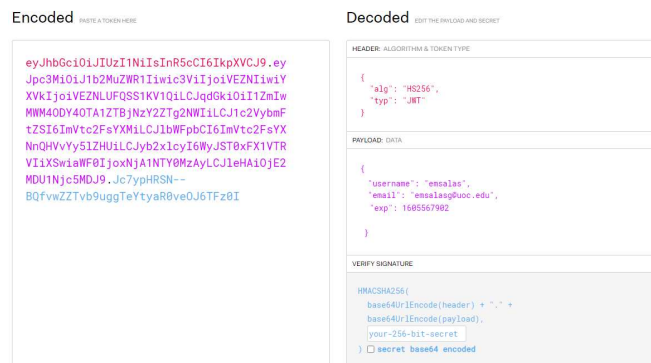 Encoded PASTE A TOKEN HERE
Decoded EDIT THE PAYLOAD AND SECRET
eyJhbGciOiJIUzI1NiIsInR5cCI6IkpXVCJ9.ey
Jpc3MiOiJ1b2MuZWR1Iiwic3ViIjoiVEZNIiwiY
XVkIjoiVEZNLUFQSS1KV1QiLCJqdGkiOiI1ZmIw
MWM4ODY4OTA1ZTBjNzY2ZTg2NWIiLCJ1c2VybmF
tZSI6ImVtc2FsYXMiLCJlbWFpbCI6ImVtc2FsYX
NnQHVvYy5lZHUiLCJyb2xlcyI6WyJST0xFX1VTR
VIiXSwiaWF0IjoxNjA1NTY0MzAyLCJleHAiOjE2
MDU1Njc5MDJ9.Jc7ypHRSN--
BQfvwZZTvb9uggTeYtyaR0veOJ6TFz0I
HEADER: ALGORITHM & TOKEN TYPE
{
"alg": "HS256",
"typ": "JWT"
}
PAYLOAD: DATA
{
"username": "emsalas",
"email": "emsalasg@uoc.edu",
"exp": 1605567902
}
VERIFY SIGNATURE
HMACSHA256(
base64UrlEncode(header) + "." +
base64UrlEncode(payload),
your-256-bit-secret
) secret base64 encoded